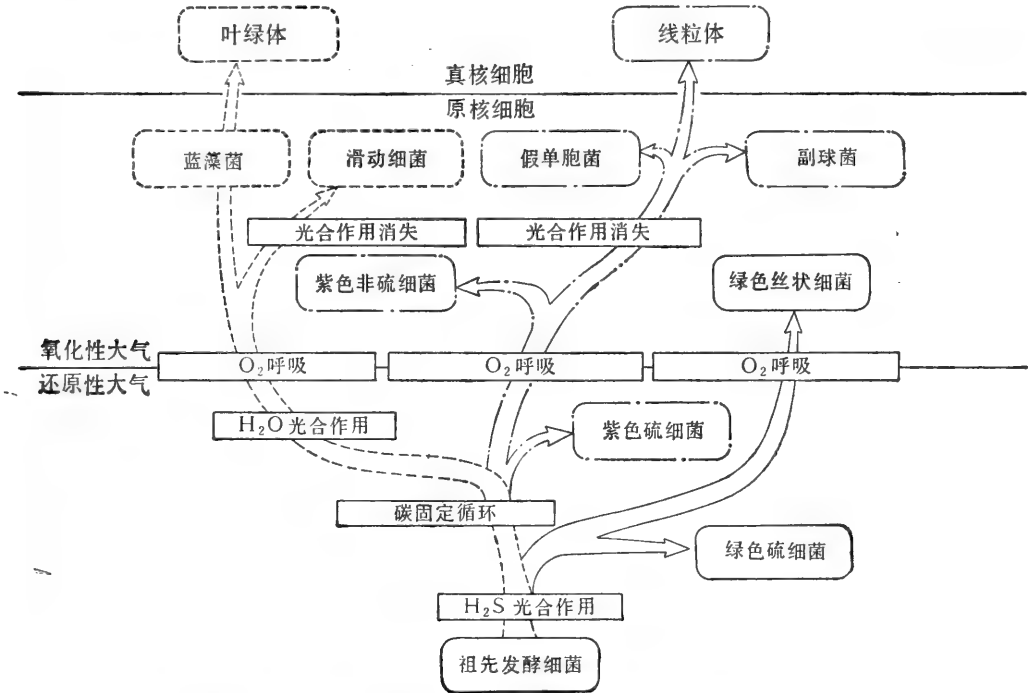 叶绿体
线粒体
真核细胞
原核细胞
蓝藻菌
滑动细菌
假单胞菌
副球菌
光合作用消失
光合作用消失
紫色非硫细菌
绿色丝状细菌
氧化性大气
O₂呼吸
O₂呼吸
O₂呼吸
还原性大气
H₂O光合作用
紫色硫细菌
碳固定循环
绿色硫细菌
H₂S光合作用
祖先发酵细菌